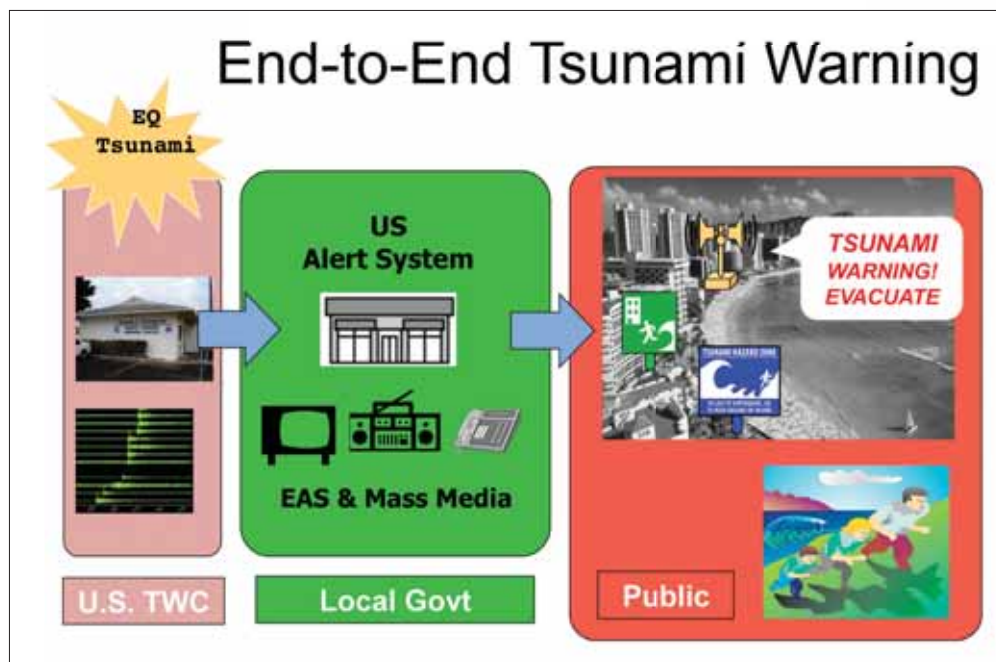 End-to-End Tsunami Warning
EQ
Tsunami
US
Alert System
EAS & Mass Media
TSUNAMI
WARNING!
EVACUATE
TSUNAMI HAZARD ZONE
U.S. TWC
Local Govt
Public